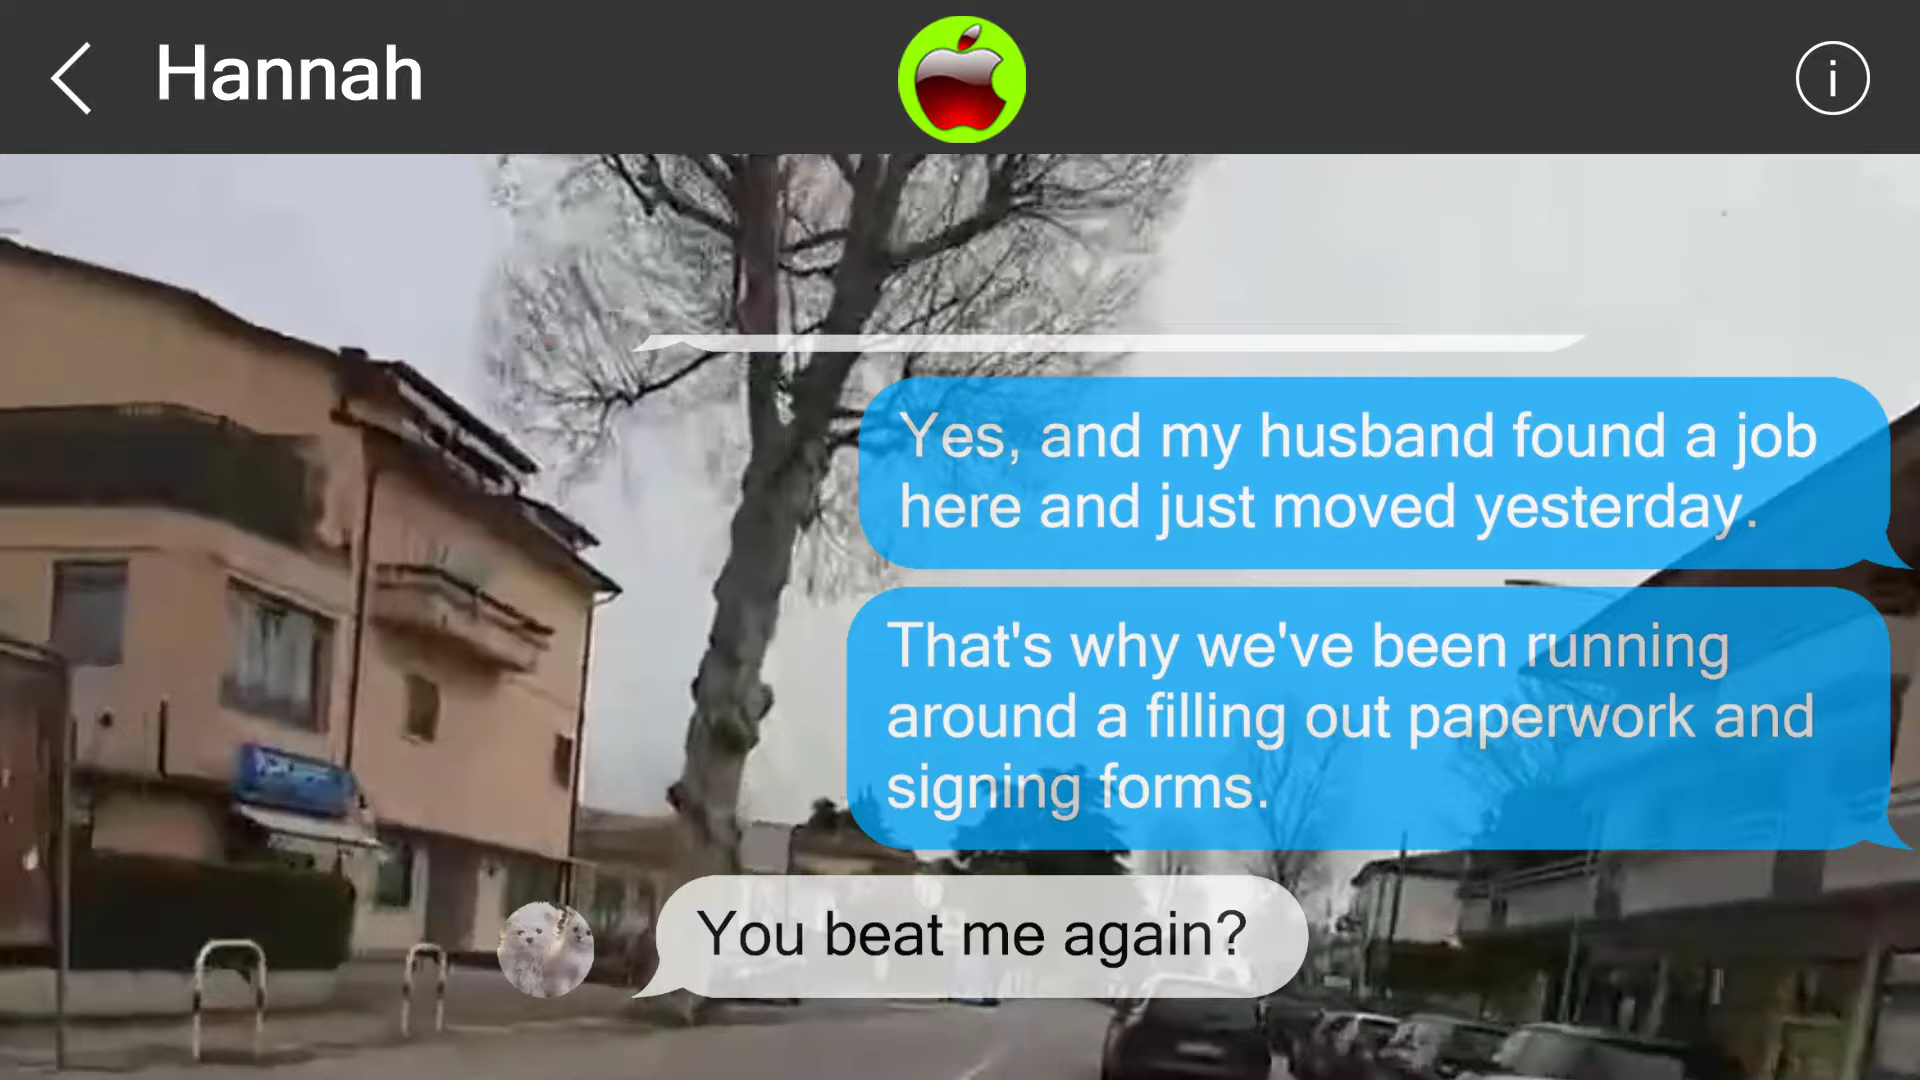 Hannah
Yes, and my husband found a job
here and just moved yesterday.
That's why we've been running
around a filling out paperwork and
signing forms.
You beat me again?